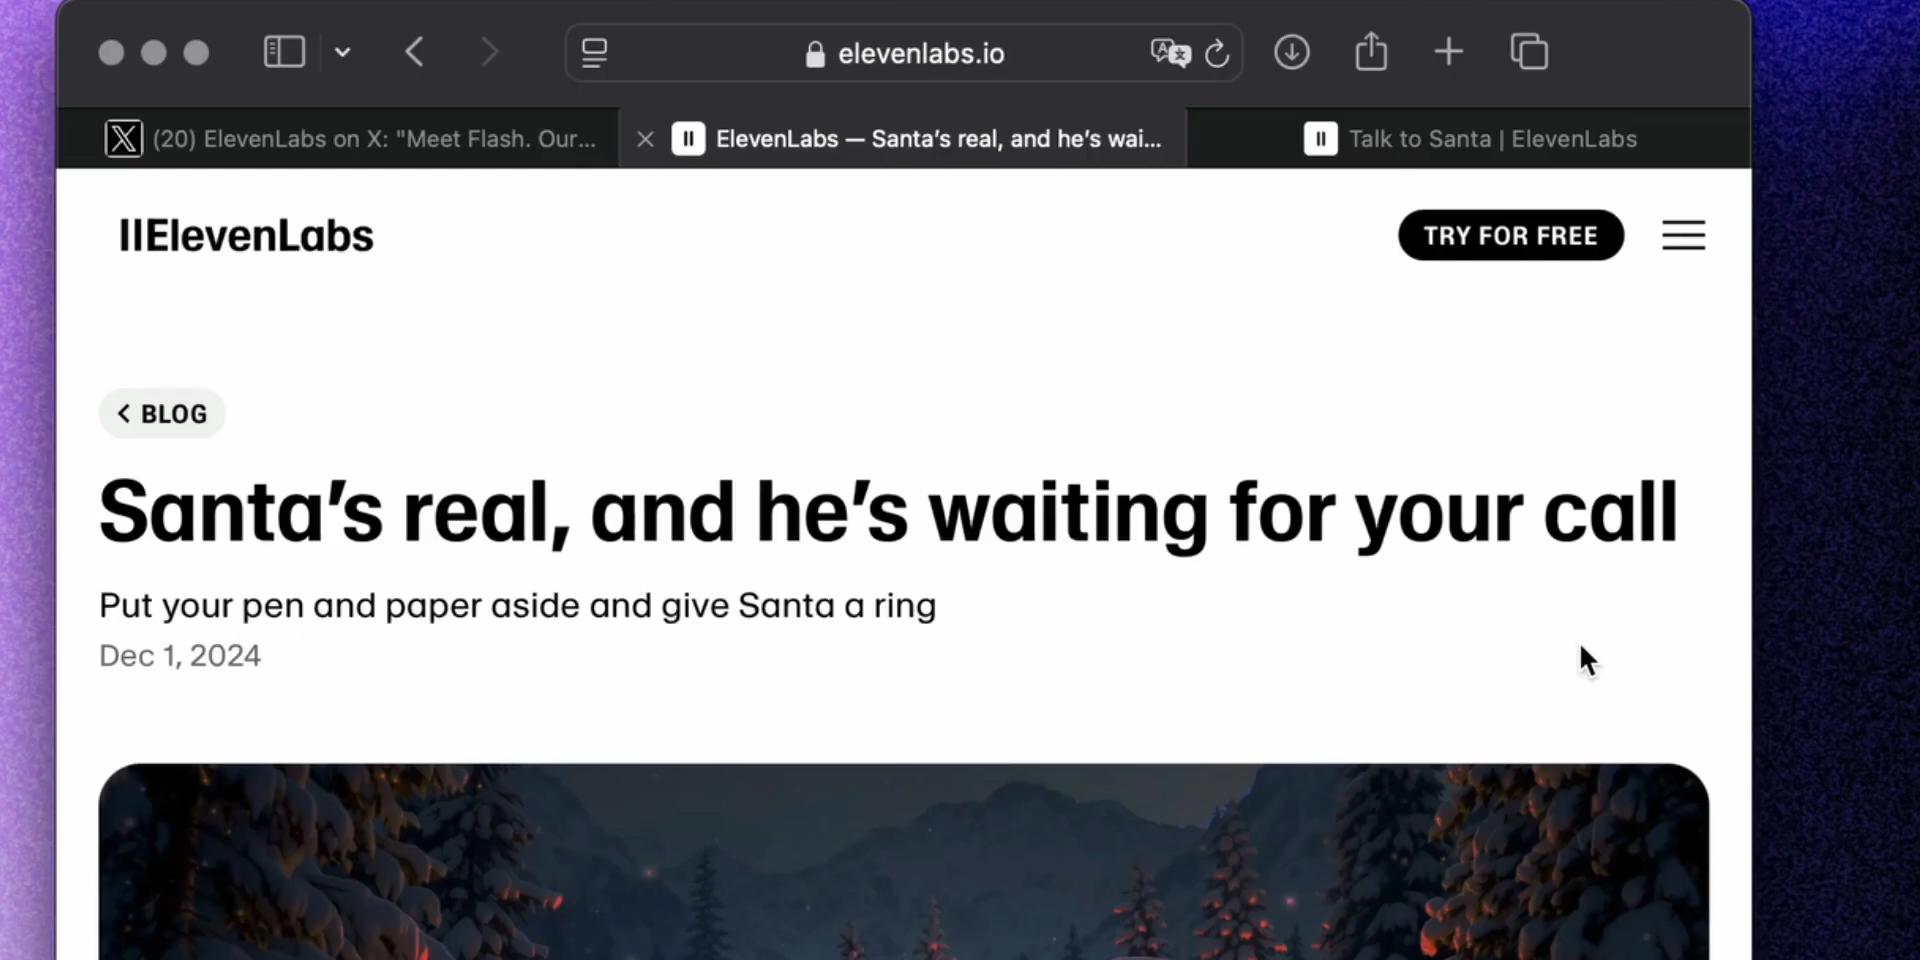 elevenlabs.io
(20) ElevenLabs on X: "Meet Flash. Our...
ElevenLabs — Santa’s real, and he’s wai...
Talk to Santa | ElevenLabs
IIElevenLabs
TRY FOR FREE
BLOG
Santa’s real, and he’s waiting for your call
Put your pen and paper aside and give Santa a ring
Dec 1, 2024